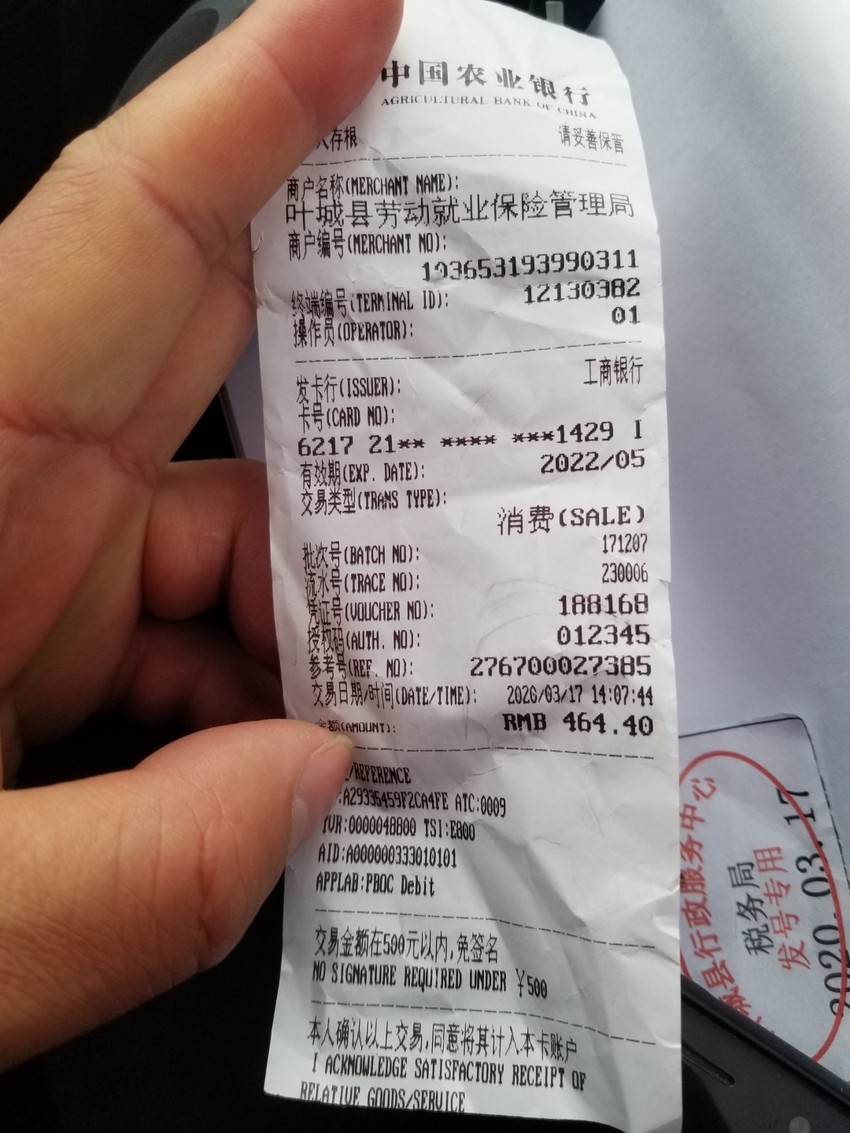 中国农业银行
AGRICULTURAL BANK OF CHINA
人存根 请妥善保管
商户名称(MERCHANT NAME):
叶城县劳动就业保险管理局
商户编号(MERCHANT NO):
103653193990311
终端编号(TERMINAL ID): 12130382
操作员(OPERATOR): 01
发卡行(ISSUER): 工商银行
卡号(CARD NO):
6217 21** **** ***1429 I
有效期(EXP. DATE): 2022/05
交易类型(TRANS TYPE):
消费(SALE)
批次号(BATCH NO): 171207
流水号(TRACE NO): 230006
凭证号(VOUCHER NO): 188168
授权码(AUTH. NO): 012345
参考号(REF. NO): 276700027385
交易日期/时间(DATE/TIME): 2020/03/17 14:07:44
金额(AMOUNT): RMB 464.40
/REFERENCE
:A29336459F2CA4FE ATC:0009
TVR:0000048800 TSI:E800
AID:A000000333010101
APPLAB:PBOC Debit
交易金额在500元以内,免签名
NO SIGNATURE REQUIRED UNDER ￥500
本人确认以上交易,同意将其计入本卡账户
I ACKNOWLEDGE SATISFACTORY RECEIPT OF
RELATIVE GOODS/SERVICE
县行政服务中心
税务局
发号专用
2020.03.17